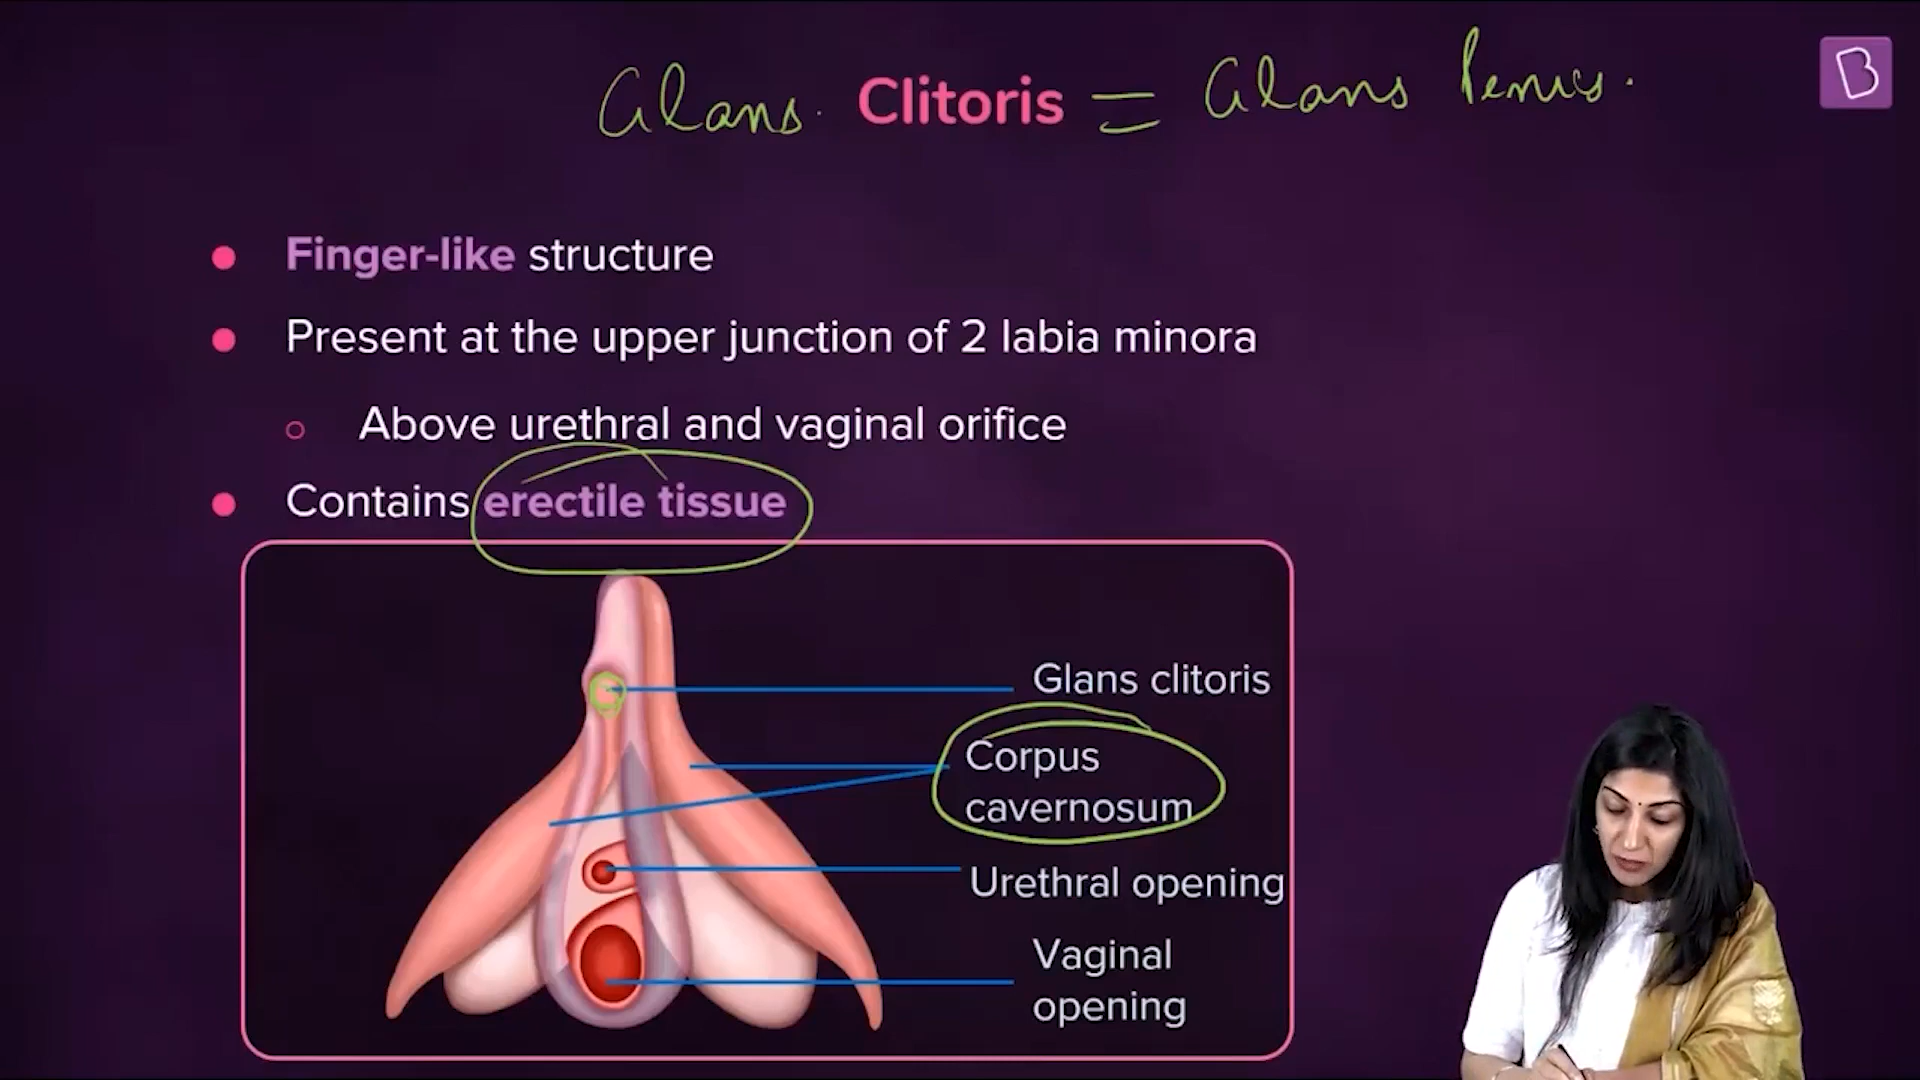 Glans. Clitoris = Glans Penis.
B
Finger-like structure
Present at the upper junction of 2 labia minora
Above urethral and vaginal orifice
Contains erectile tissue
Glans clitoris
Corpus
cavernosum
Urethral opening
Vaginal
opening